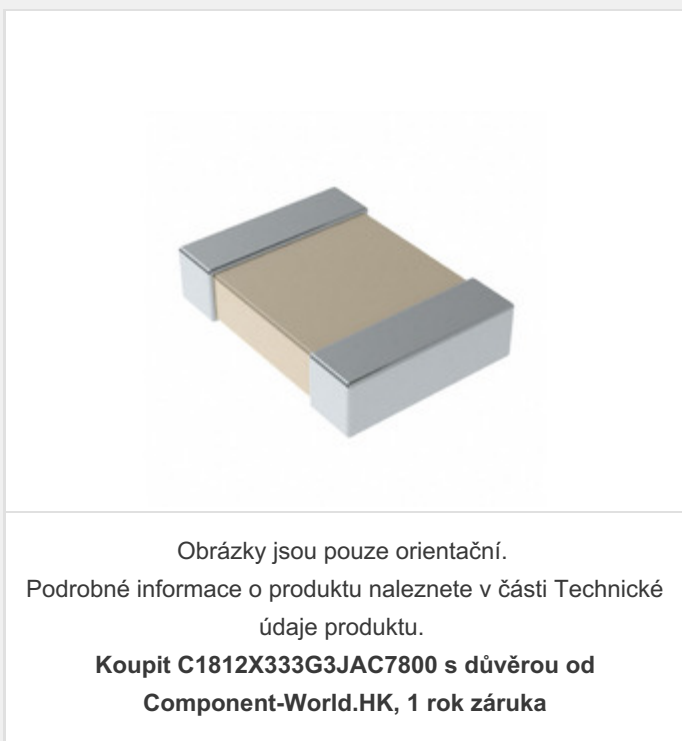 Obrázky jsou pouze orientační.
Podrobné informace o produktu naleznete v části Technické
údaje produktu.
Koupit C1812X333G3JAC7800 s důvěrou od
Component-World.HK, 1 rok záruka